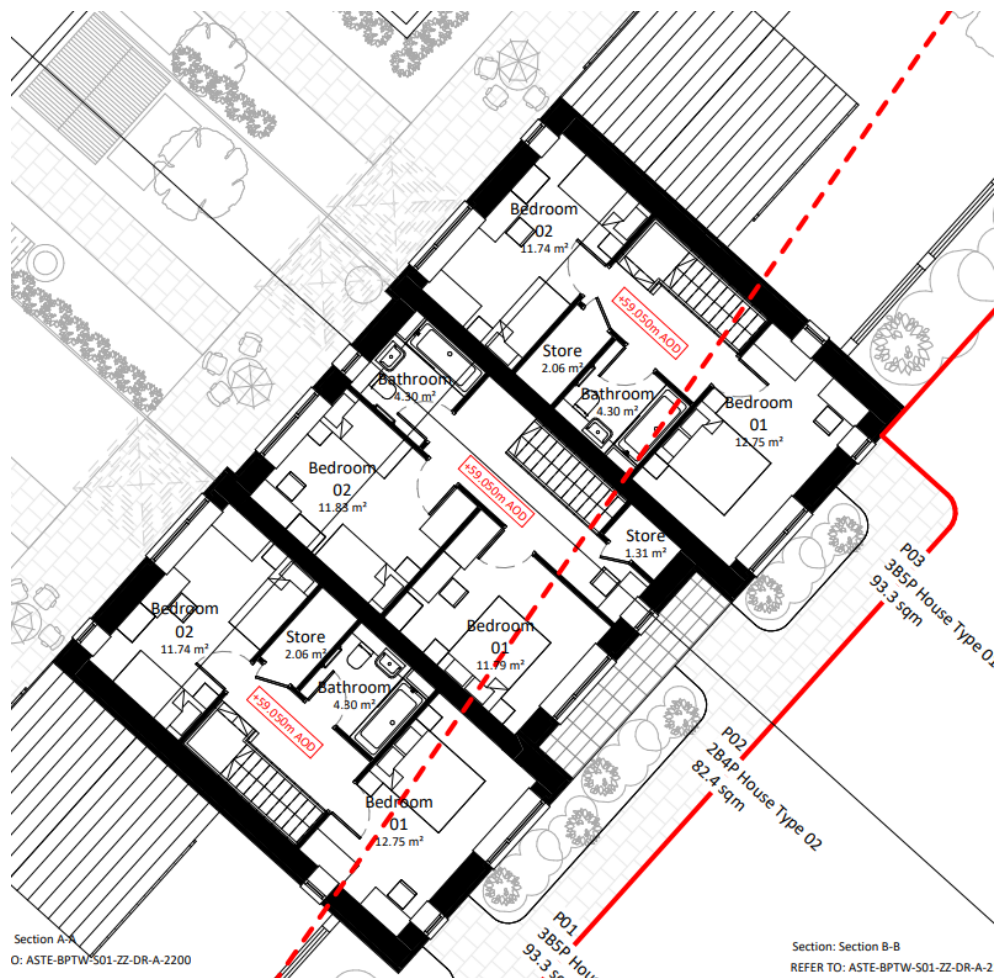 Bedroom
02
11.74 m²
+59,050m AOD
Store
2.06 m²
Bathroom
4.30 m²
Bedroom
01
12.75 m²
Bathroom
4.30 m²
Bedroom
02
11.83 m²
+59,050m AOD
Store
1.31 m²
Bedroom
01
11.79 m²
Bedroom
02
11.74 m²
Store
2.06 m²
Bathroom
4.30 m²
+59,050m AOD
Bedroom
01
12.75 m²
P03
3B5P House Type 01
93.3 sqm
P02
2B4P House Type 02
82.4 sqm
P01
3B5P Hou
93.3 sq
Section A-A
O: ASTE-BPTW-S01-ZZ-DR-A-2200
Section: Section B-B
REFER TO: ASTE-BPTW-S01-ZZ-DR-A-2